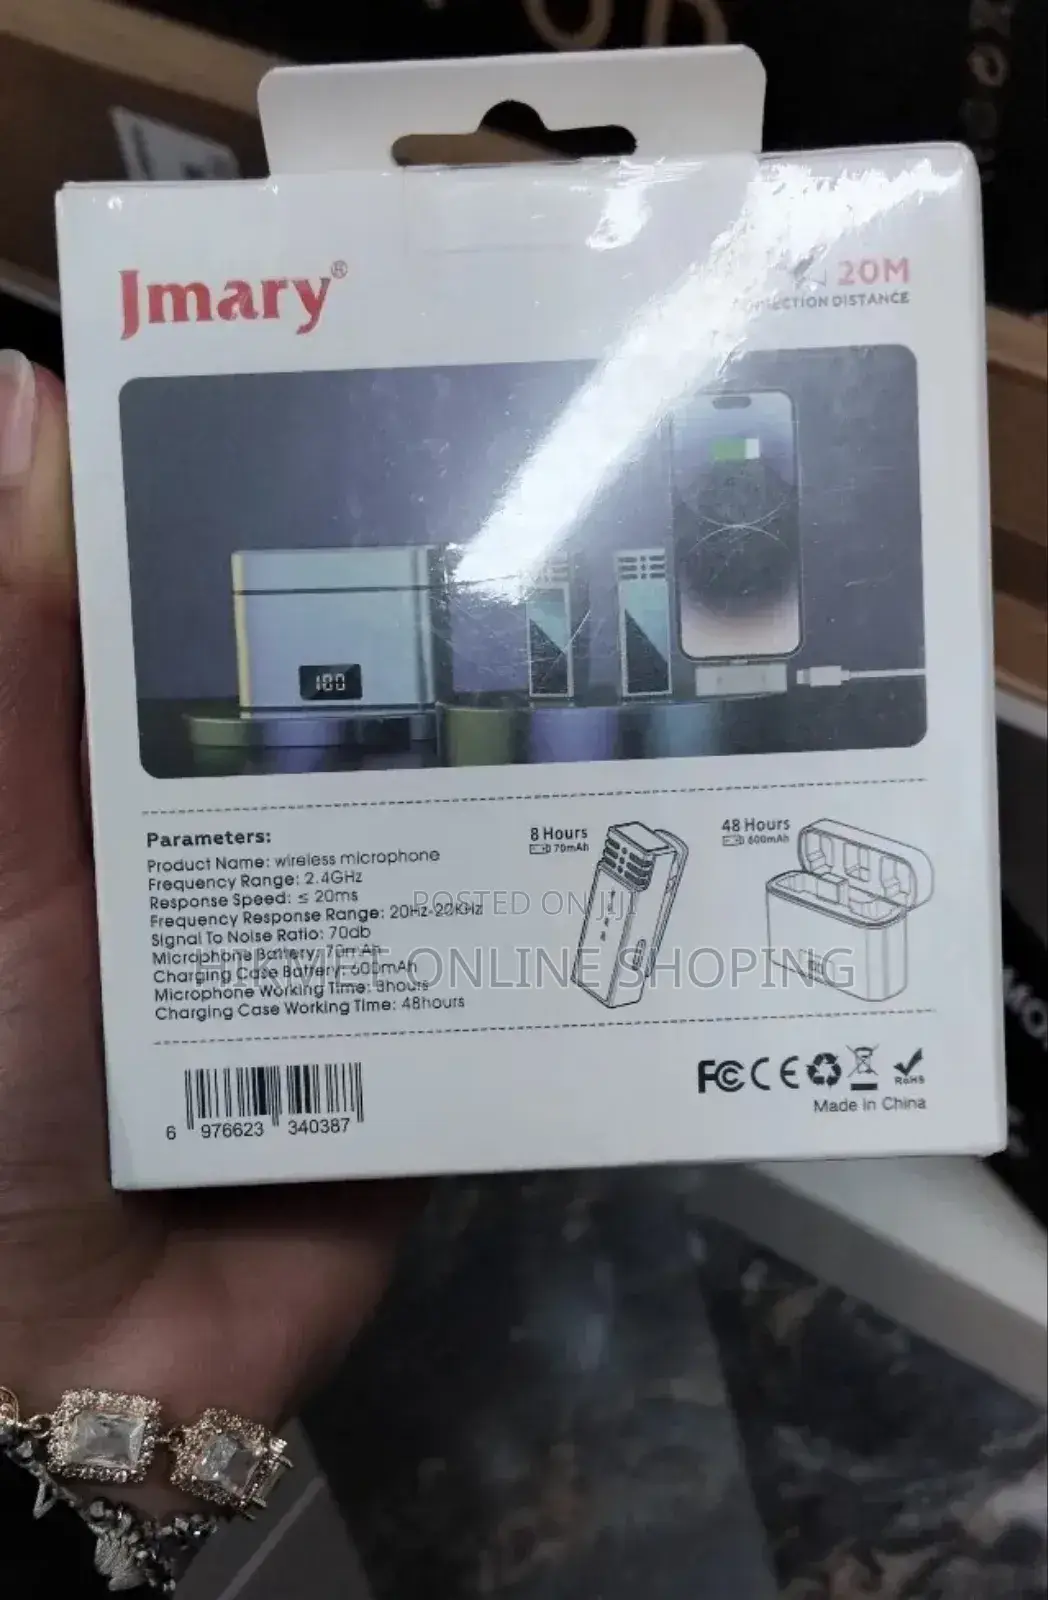 Jmary®
20M
CONNECTION DISTANCE
180
Parameters:
Product Name: wireless microphone
Frequency Range: 2.4GHz
Response Speed: ≤ 20ms
Frequency Response Range: 20Hz-20KHz
Signal To Noise Ratio: 70db
Microphone Battery: 70mAh
Charging Case Battery: 600mAh
Microphone Working Time: 8hours
Charging Case Working Time: 48hours
8 Hours
70mAh
48 Hours
600mAh
POSTED ON JIJI
HIKMET ONLINE SHOPING
6 976623 340387
FC CE
RoHS
Made in China